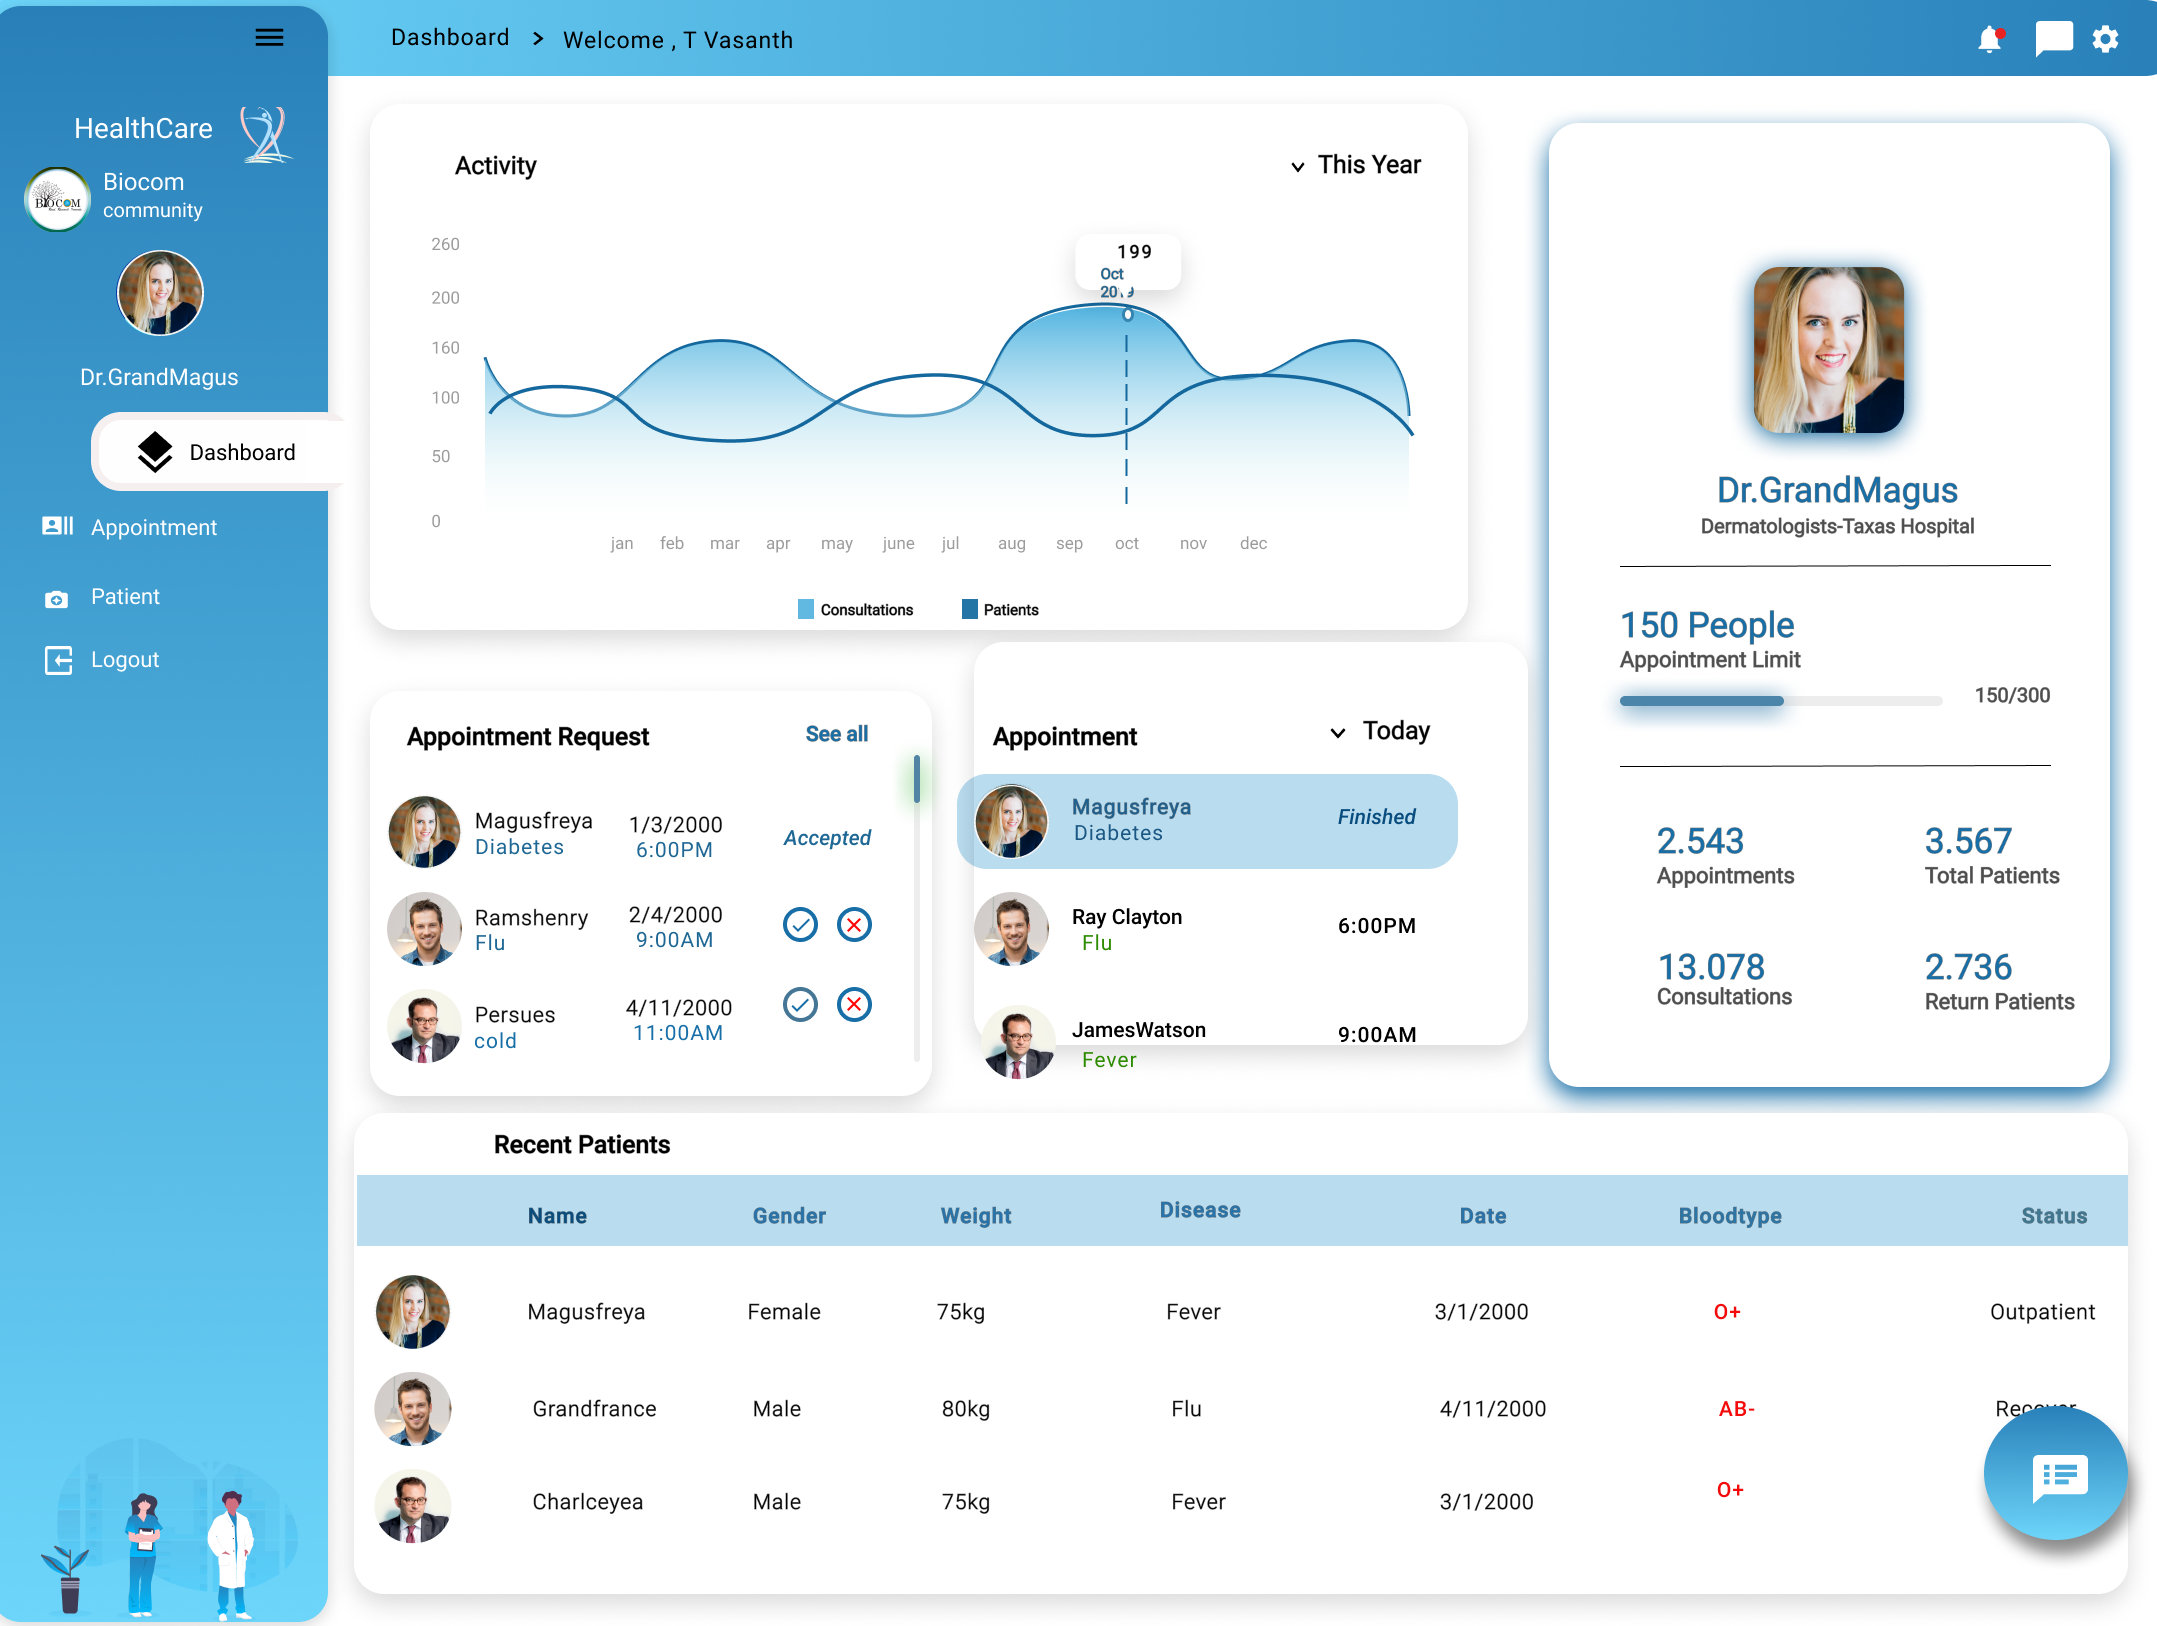 Dashboard > Welcome , T Vasanth
HealthCare
BIOCOM
Biocom
community
Dr.GrandMagus
Dashboard
Appointment
Patient
Logout
Activity
This Year
260
200
160
100
50
0
199
Oct
2019
jan feb mar apr may june jul aug sep oct nov dec
Consultations Patients
Dr.GrandMagus
Dermatologists-Taxas Hospital
150 People
Appointment Limit
150/300
2.543 3.567
Appointments Total Patients
13.078 2.736
Consultations Return Patients
Appointment Request See all
Magusfreya 1/3/2000
Diabetes 6:00PM Accepted
Ramshenry 2/4/2000
Flu 9:00AM
Persues 4/11/2000
cold 11:00AM
Appointment Today
Magusfreya Finished
Diabetes
Ray Clayton 6:00PM
Flu
JamesWatson 9:00AM
Fever
Recent Patients
Name Gender Weight Disease Date Bloodtype Status
Magusfreya Female 75kg Fever 3/1/2000 O+ Outpatient
Grandfrance Male 80kg Flu 4/11/2000 AB- Recover
Charlceyea Male 75kg Fever 3/1/2000 O+